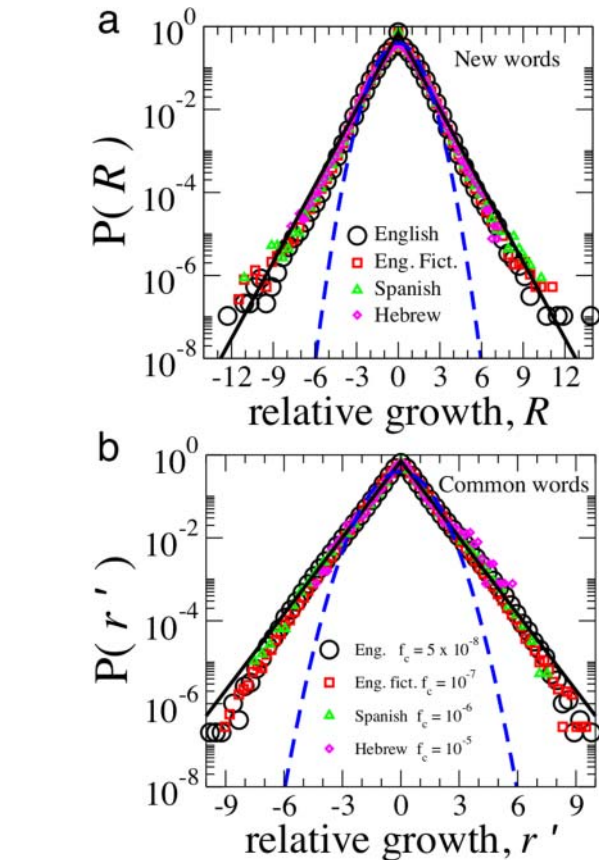 a
10^0
10^-2
10^-4
10^-6
10^-8
P(R)
New words
English
Eng. Fict.
Spanish
Hebrew
-12 -9 -6 -3 0 3 6 9 12
relative growth, R
b
10^0
10^-2
10^-4
10^-6
10^-8
P(r')
Common words
Eng. f_c = 5 x 10^-8
Eng. fict. f_c = 10^-7
Spanish f_c = 10^-6
Hebrew f_c = 10^-5
-9 -6 -3 0 3 6 9
relative growth, r'